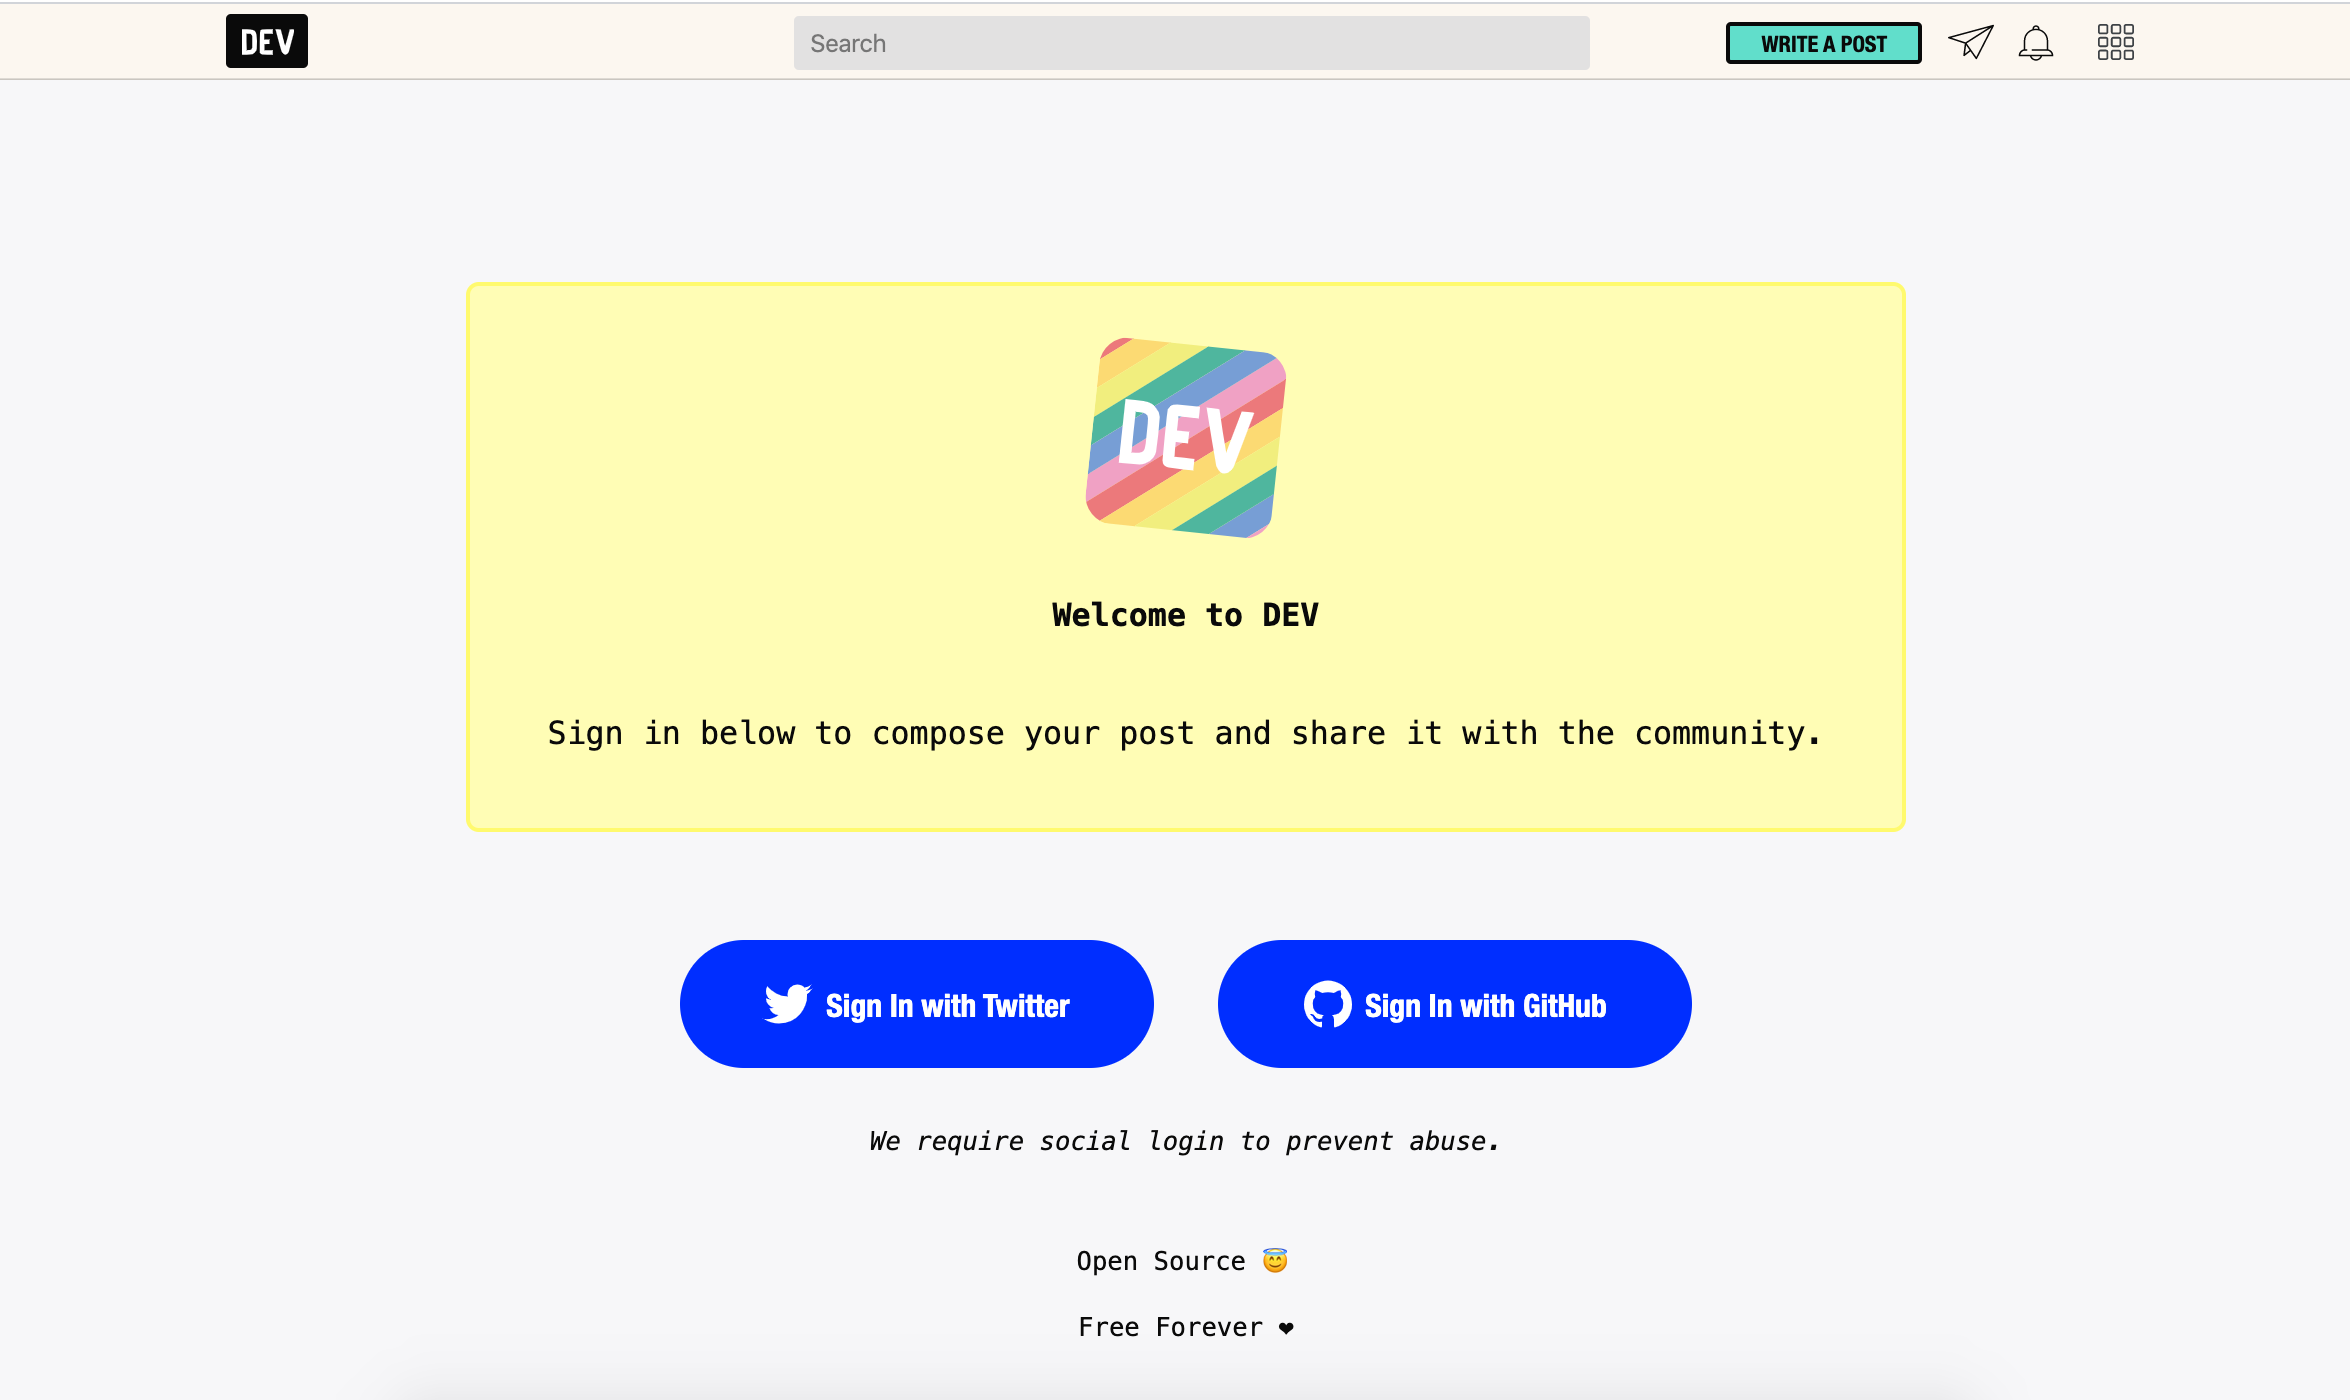 DEV
Search
WRITE A POST
DEV
Welcome to DEV
Sign in below to compose your post and share it with the community.
Sign In with Twitter
Sign In with GitHub
We require social login to prevent abuse.
Open Source 😇
Free Forever ❤